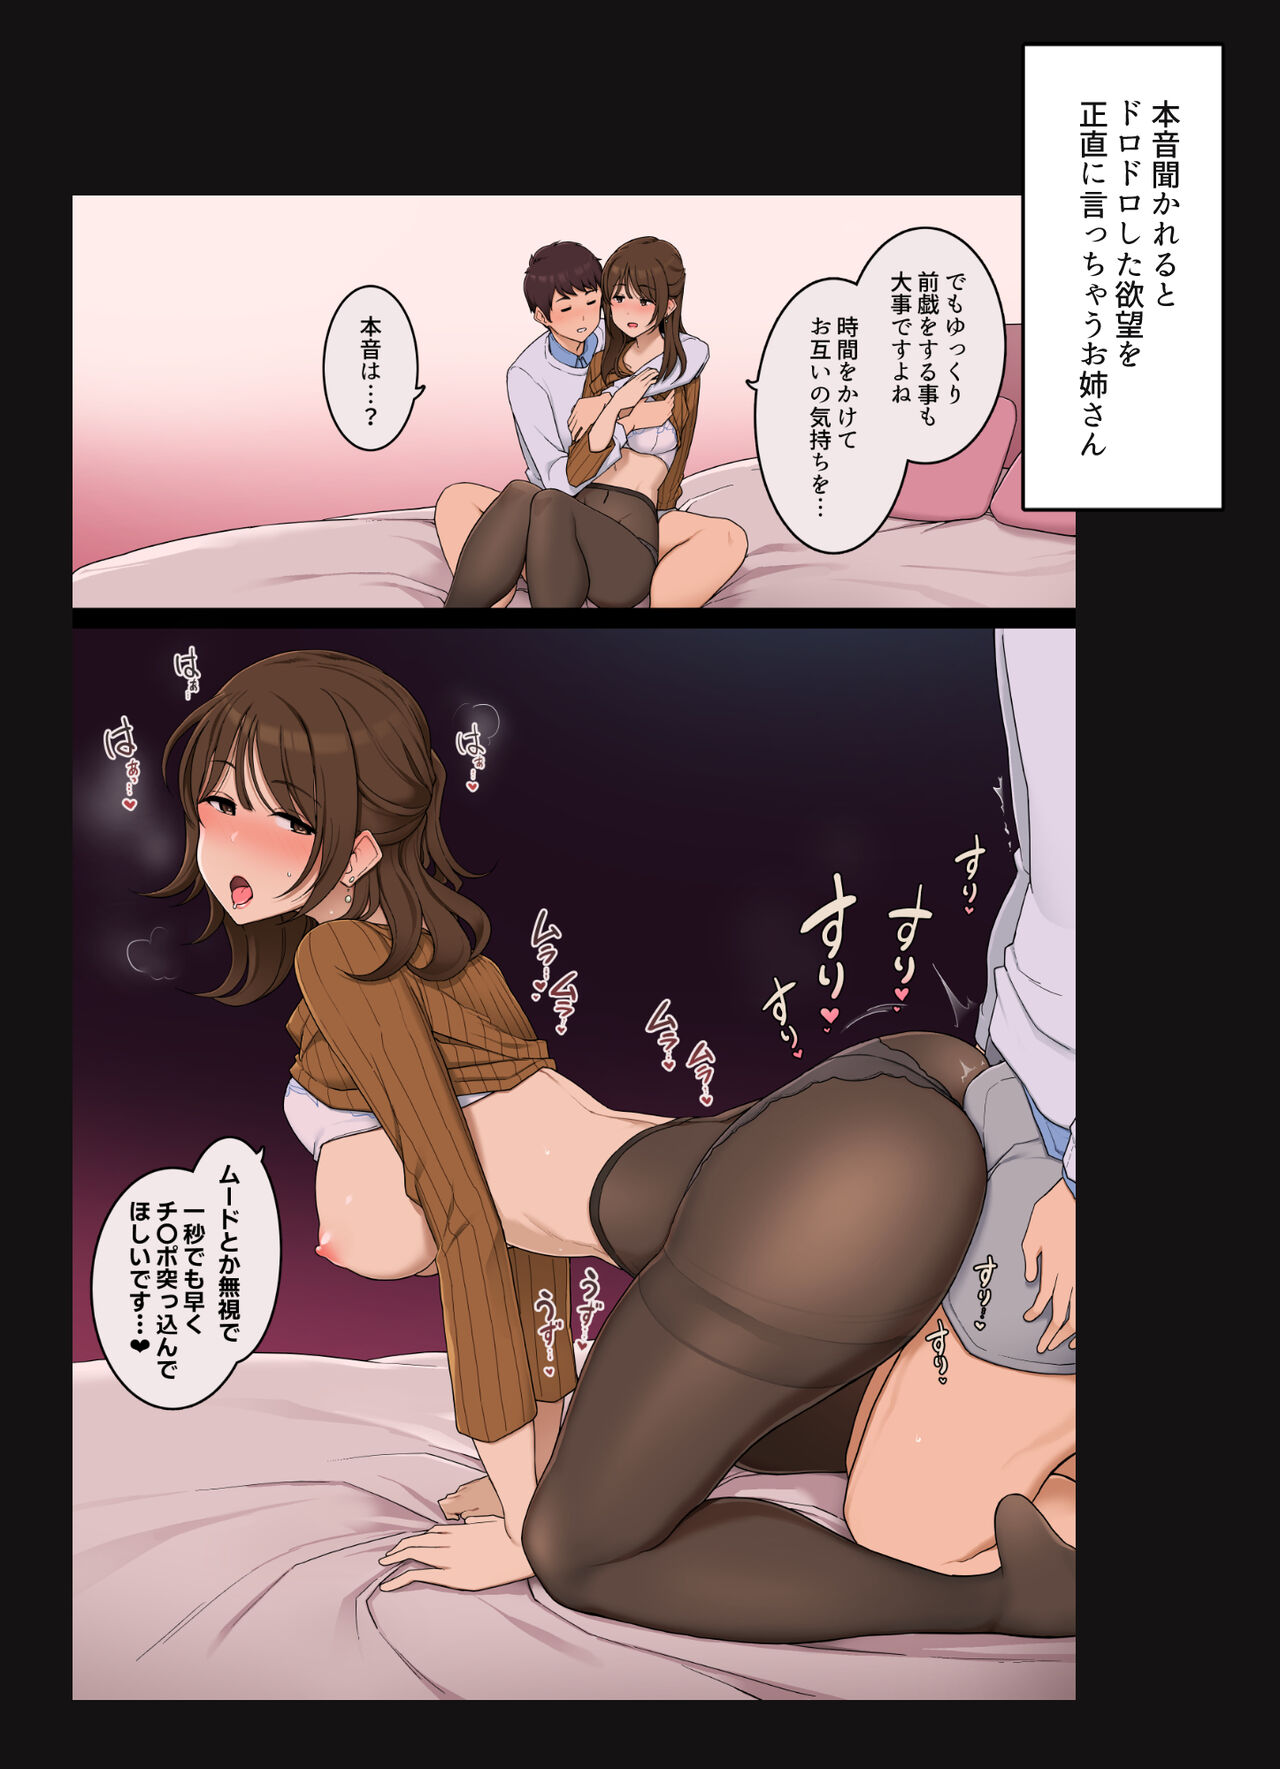 本音聞かれると
ドロドロした欲望を
正直に言っちゃうお姉さん
でもゆっくり
前戯をする事も
大事ですよね
時間をかけて
お互いの気持ちを…
本音は…?
はぁ…
はぁっ…♥
はぁ…♥
すり♥
すり♥
すり♥
すり♥
ムラ…♥
ムラ…♥
ムラ…♥
ムラ…♥
ムードとか無視で
一秒でも早く
チ〇ポ突っ込んで
ほしいです…♥
うず…♥
うず…♥
すり…♥
すり♥